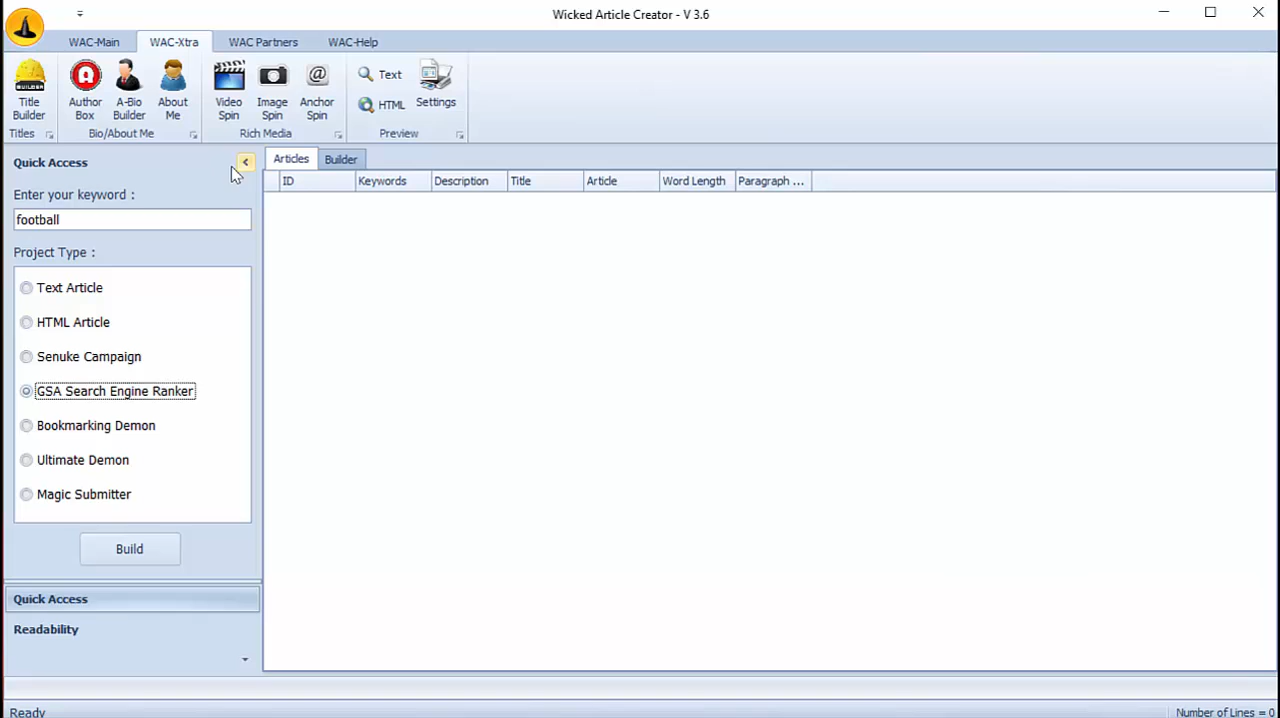 Wicked Article Creator - V 3.6
WAC-Main WAC-Xtra WAC Partners WAC-Help
BUILDER
Title Builder
Author Box
A-Bio Builder
About Me
Video Spin
Image Spin
Anchor Spin
Text
HTML
Settings
Titles Bio/About Me Rich Media Preview
Quick Access
Enter your keyword :
football
Project Type :
Text Article
HTML Article
Senuke Campaign
GSA Search Engine Ranker
Bookmarking Demon
Ultimate Demon
Magic Submitter
Build
Quick Access
Readability
Articles Builder
ID Keywords Description Title Article Word Length Paragraph ...
Ready
Number of Lines = 0